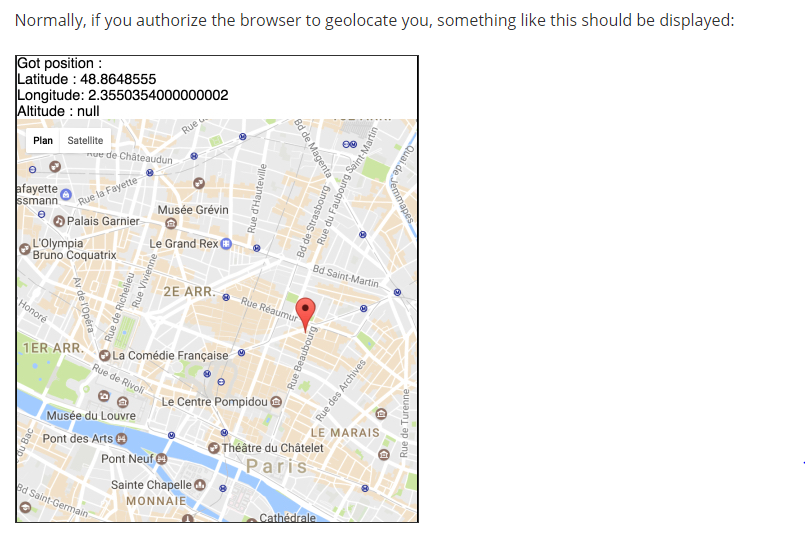 Normally, if you authorize the browser to geolocate you, something like this should be displayed:
Got position :
Latitude : 48.8648555
Longitude: 2.3550354000000002
Altitude : null
Plan
Satellite
Rue de Châteaudun
Bd de Magenta
Rue du Faubourg Saint-Martin
afayette
ssmann
Rue la Fayette
Rue d'Hauteville
Bd de Strasbourg
Musée Grévin
Palais Garnier
L'Olympia
Bruno Coquatrix
Le Grand Rex
Rue Vivienne
Bd Saint-Martin
Av de l'Opéra
Rue de Richelieu
2E ARR.
Rue Réaumur
Honoré
1ER ARR.
La Comédie Française
Rue Beaubourg
Rue de Rivoli
Rue des Archives
Le Centre Pompidou
Rue de Turenne
Musée du Louvre
LE MARAIS
du Bac
Pont des Arts
Théâtre du Châtelet
Pont Neuf
Paris
Sainte Chapelle
Bd Saint-Germain
MONNAIE
Cathédrale